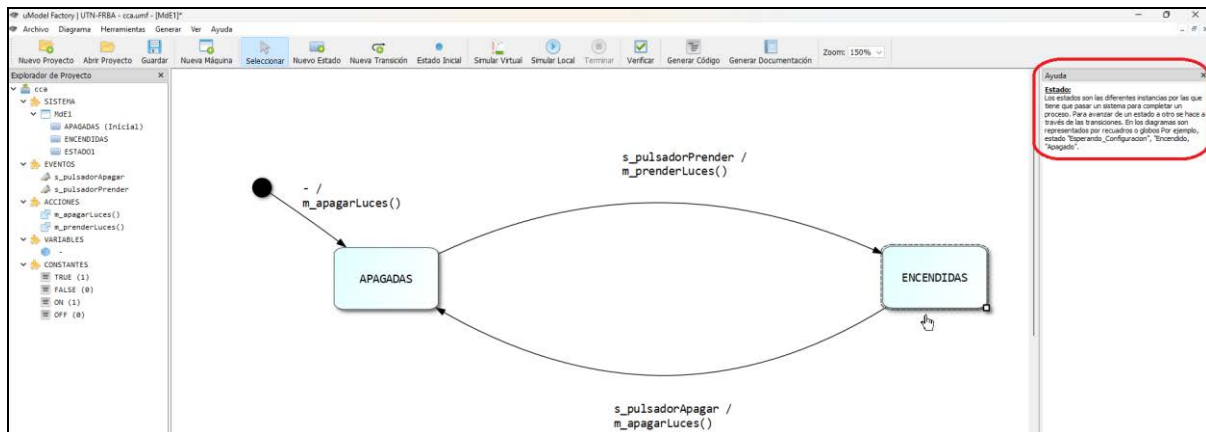 uModel Factory | UTN-FRBA - cca.umf - [MdE1]*
Archivo Diagrama Herramientas Generar Ver Ayuda
Nuevo Proyecto Abrir Proyecto Guardar Nueva Máquina Seleccionar Nuevo Estado Nueva Transición Estado Inicial Simular Virtual Simular Local Terminar Verificar Generar Código Generar Documentación Zoom: 150%
Explorador de Proyecto
cca
SISTEMA
MdE1
APAGADAS (Inicial)
ENCENDIDAS
ESTADO1
EVENTOS
s_pulsadorApagar
s_pulsadorPrender
ACCIONES
m_apagarLuces()
m_prenderLuces()
VARIABLES
-
CONSTANTES
TRUE (1)
FALSE (0)
ON (1)
OFF (0)
- /
m_apagarLuces()
s_pulsadorPrender /
m_prenderLuces()
APAGADAS
ENCENDIDAS
s_pulsadorApagar /
m_apagarLuces()
Ayuda
Estado:
Los estados son las diferentes instancias por las que
tiene que pasar un sistema para completar un
proceso. Para avanzar de un estado a otro se hace a
través de las transiciones. En los diagramas son
representados por recuadros o globos Por ejemplo,
estado "Esperando_Configuracion", "Encendido,
"Apagado".